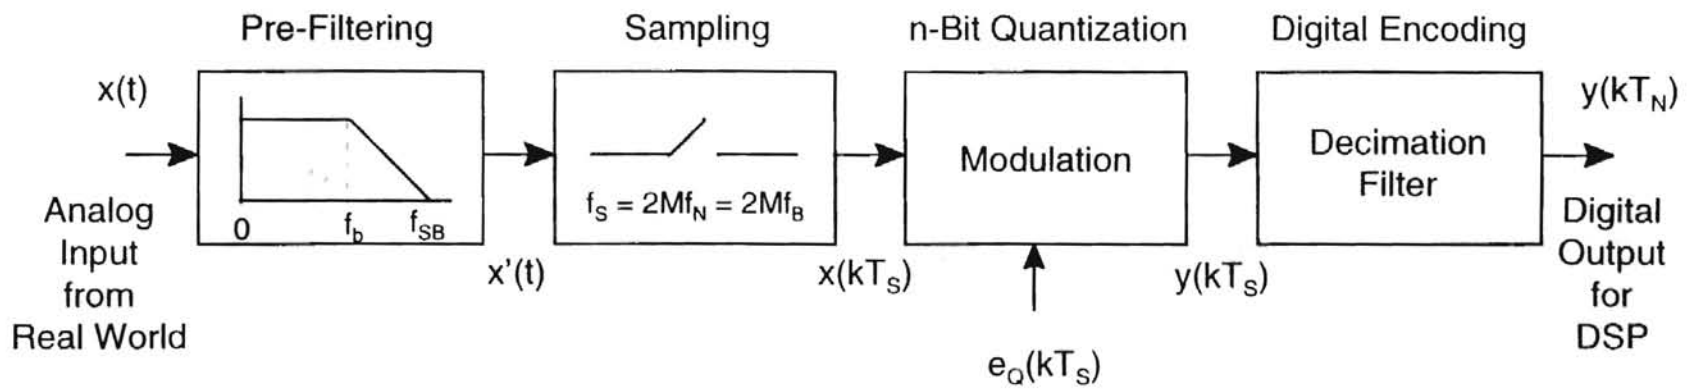 Pre-Filtering
Sampling
n-Bit Quantization
Digital Encoding
x(t)
y(kT_N)
Modulation
Decimation
Filter
f_S = 2Mf_N = 2Mf_B
0
f_b
f_SB
Analog
Input
from
Real World
x'(t)
x(kT_S)
y(kT_S)
Digital
Output
for
DSP
e_Q(kT_S)